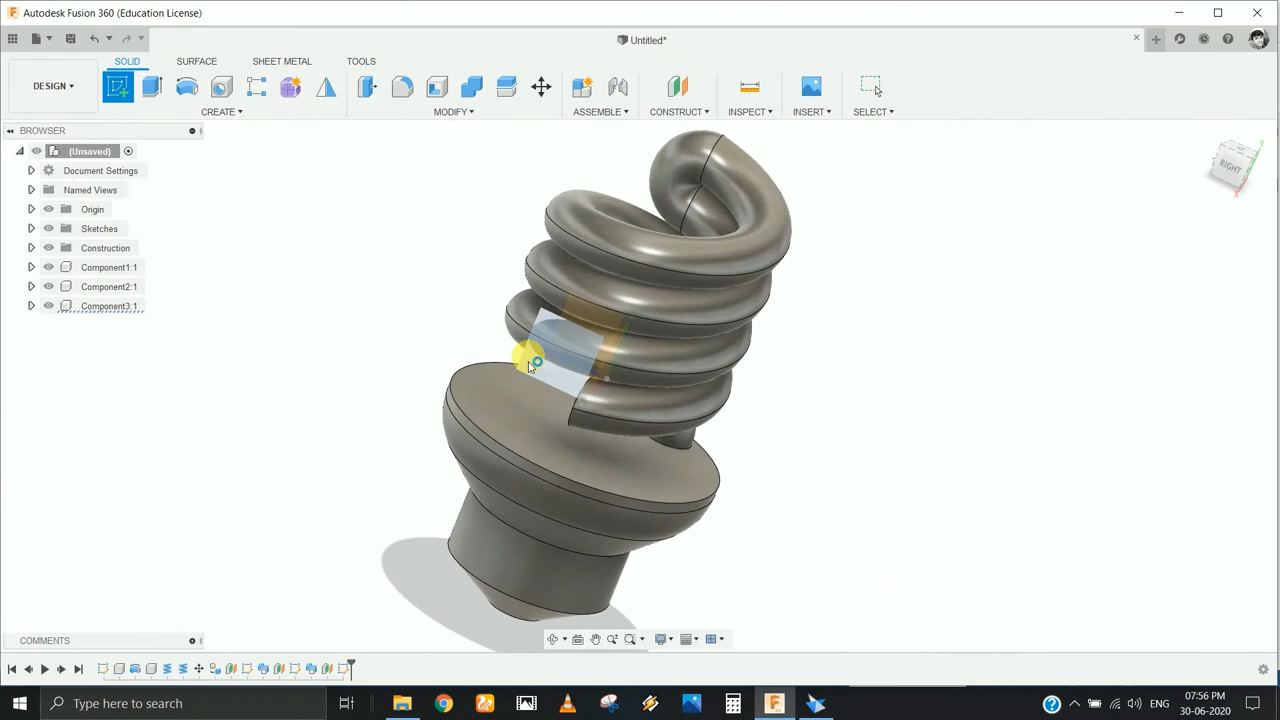 Autodesk Fusion 360 (Education License)
Untitled*
SOLID SURFACE SHEET METAL TOOLS
DESIGN
CREATE MODIFY ASSEMBLE CONSTRUCT INSPECT INSERT SELECT
BROWSER
(Unsaved)
Document Settings
Named Views
Origin
Sketches
Construction
Component1:1
Component2:1
Component3:1
RIGHT
COMMENTS
Type here to search
ENG
07:56 PM
30-06-2020